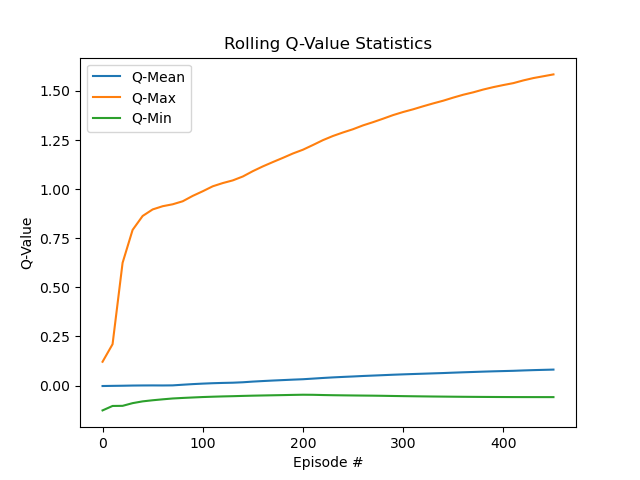 Rolling Q-Value Statistics
Q-Mean
Q-Max
Q-Min
1.50
1.25
1.00
0.75
0.50
0.25
0.00
Q-Value
0
100
200
300
400
Episode #